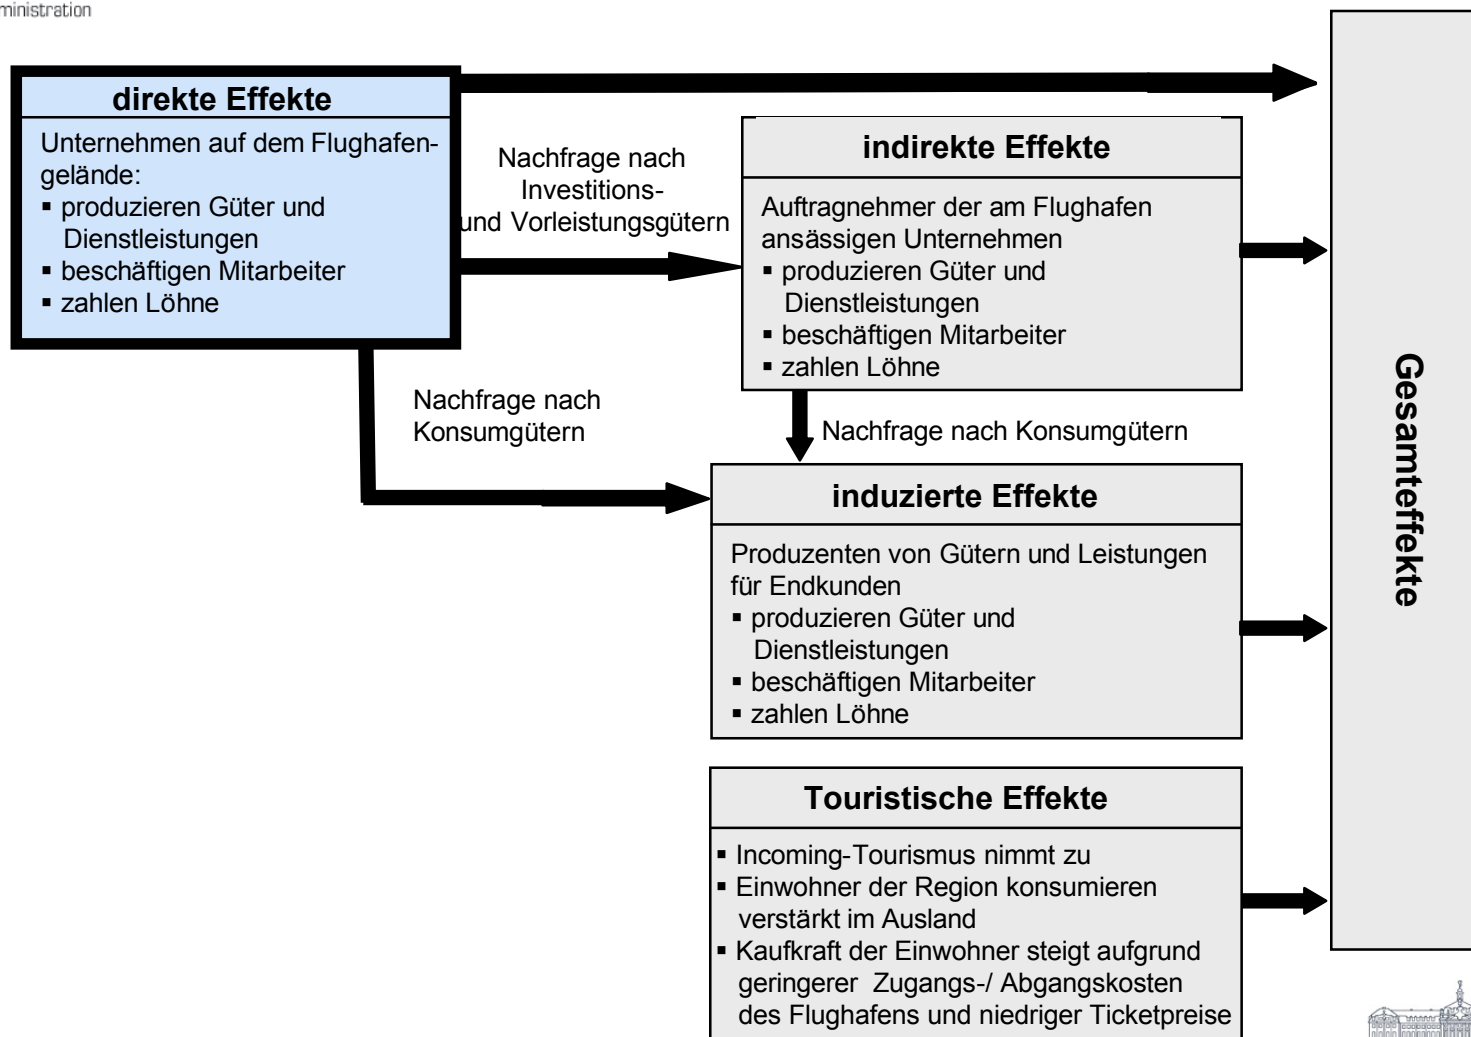 direkte Effekte
Unternehmen auf dem Flughafen-
gelände:
▪ produzieren Güter und
Dienstleistungen
▪ beschäftigen Mitarbeiter
▪ zahlen Löhne
Nachfrage nach
Investitions-
und Vorleistungsgütern
indirekte Effekte
Auftragnehmer der am Flughafen
ansässigen Unternehmen
▪ produzieren Güter und
Dienstleistungen
▪ beschäftigen Mitarbeiter
▪ zahlen Löhne
Nachfrage nach
Konsumgütern
Nachfrage nach Konsumgütern
induzierte Effekte
Produzenten von Gütern und Leistungen
für Endkunden
▪ produzieren Güter und
Dienstleistungen
▪ beschäftigen Mitarbeiter
▪ zahlen Löhne
Touristische Effekte
▪ Incoming-Tourismus nimmt zu
▪ Einwohner der Region konsumieren
verstärkt im Ausland
▪ Kaufkraft der Einwohner steigt aufgrund
geringerer Zugangs-/ Abgangskosten
des Flughafens und niedriger Ticketpreise
Gesamteffekte